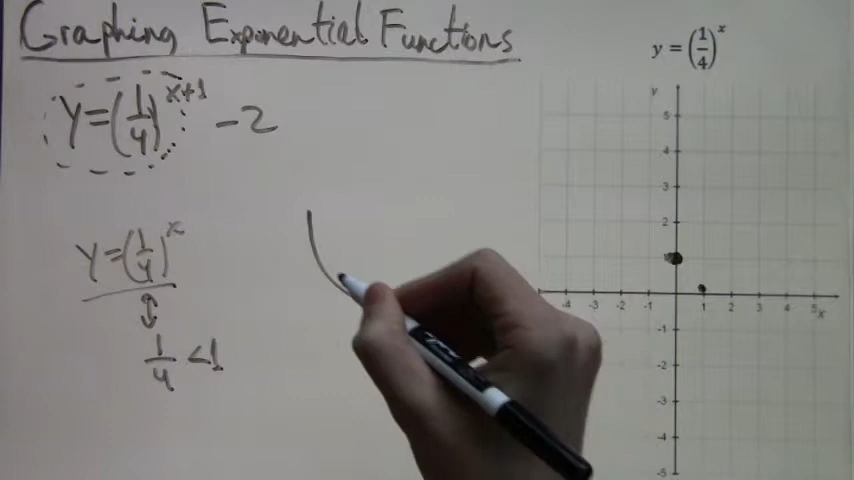 Graphing Exponential Functions
y = (1/4)^x
Y=(1/4)^x+1 -2
Y=(1/4)^x
1/4 <1
y
5
4
3
2
1
-4 -3 -2 -1 1 2 3 4 5 x
-1
-2
-3
-4
-5